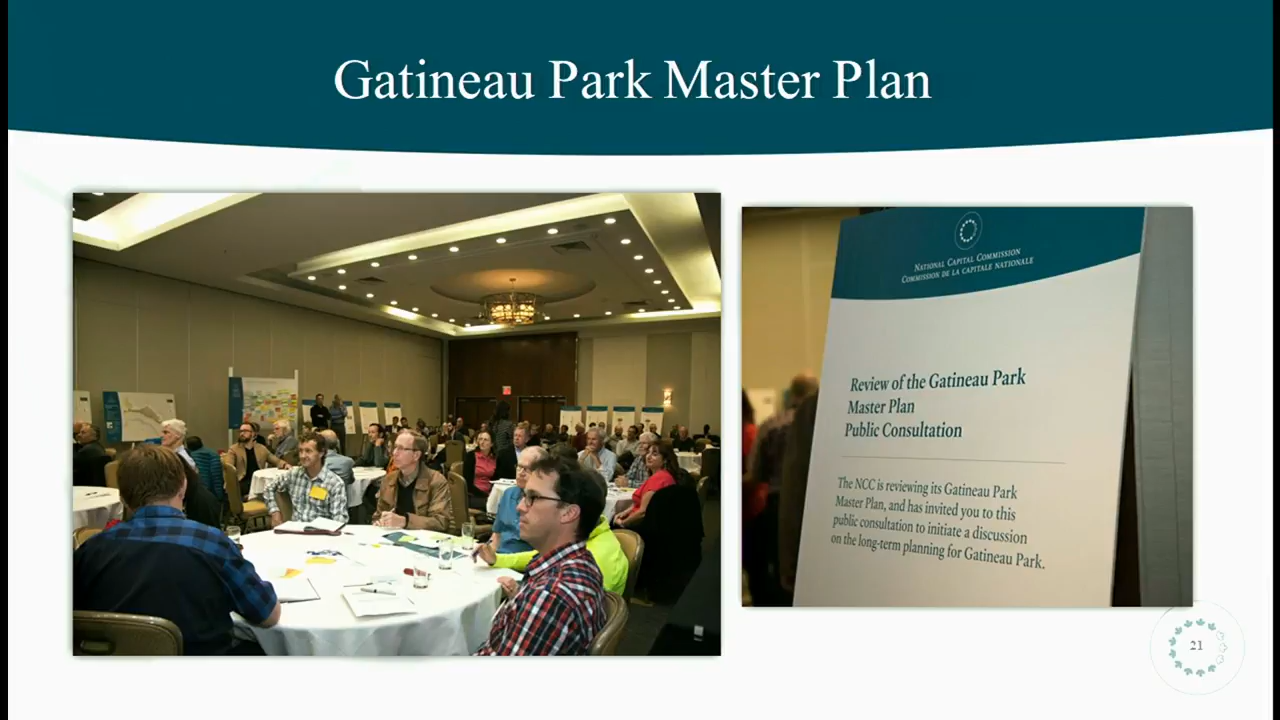 Gatineau Park Master Plan
NATIONAL CAPITAL COMMISSION
COMMISSION DE LA CAPITALE NATIONALE
Review of the Gatineau Park
Master Plan
Public Consultation
The NCC is reviewing its Gatineau Park
Master Plan, and has invited you to this
public consultation to initiate a discussion
on the long-term planning for Gatineau Park.
21